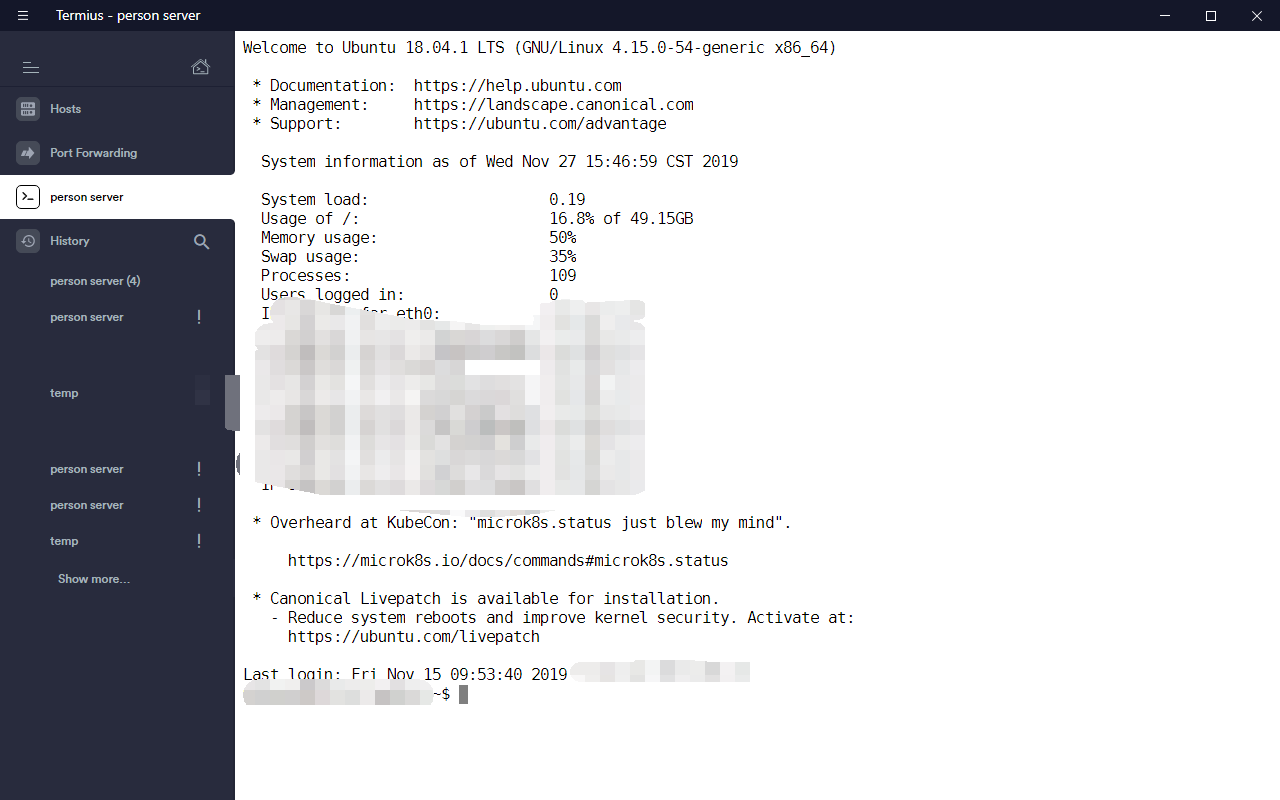 Termius - person server
Hosts
Port Forwarding
person server
History
person server (4)
person server !
temp
person server !
person server !
temp !
Show more...
Welcome to Ubuntu 18.04.1 LTS (GNU/Linux 4.15.0-54-generic x86_64)
* Documentation: https://help.ubuntu.com
* Management: https://landscape.canonical.com
* Support: https://ubuntu.com/advantage
System information as of Wed Nov 27 15:46:59 CST 2019
System load: 0.19
Usage of /: 16.8% of 49.15GB
Memory usage: 50%
Swap usage: 35%
Processes: 109
Users logged in: 0
for eth0:
* Overheard at KubeCon: "microk8s.status just blew my mind".
https://microk8s.io/docs/commands#microk8s.status
* Canonical Livepatch is available for installation.
- Reduce system reboots and improve kernel security. Activate at:
https://ubuntu.com/livepatch
Last login: Fri Nov 15 09:53:40 2019
~$